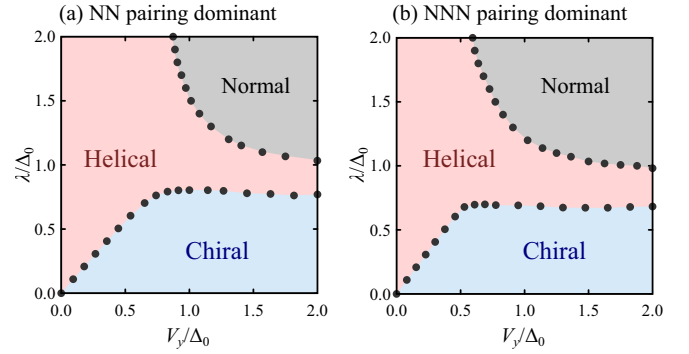 (a) NN pairing dominant
2.0
1.5
1.0
0.5
0.0
λ/Δ₀
Normal
Helical
Chiral
0.0 0.5 1.0 1.5 2.0
V_y/Δ₀
(b) NNN pairing dominant
2.0
1.5
1.0
0.5
0.0
λ/Δ₀
Normal
Helical
Chiral
0.0 0.5 1.0 1.5 2.0
V_y/Δ₀